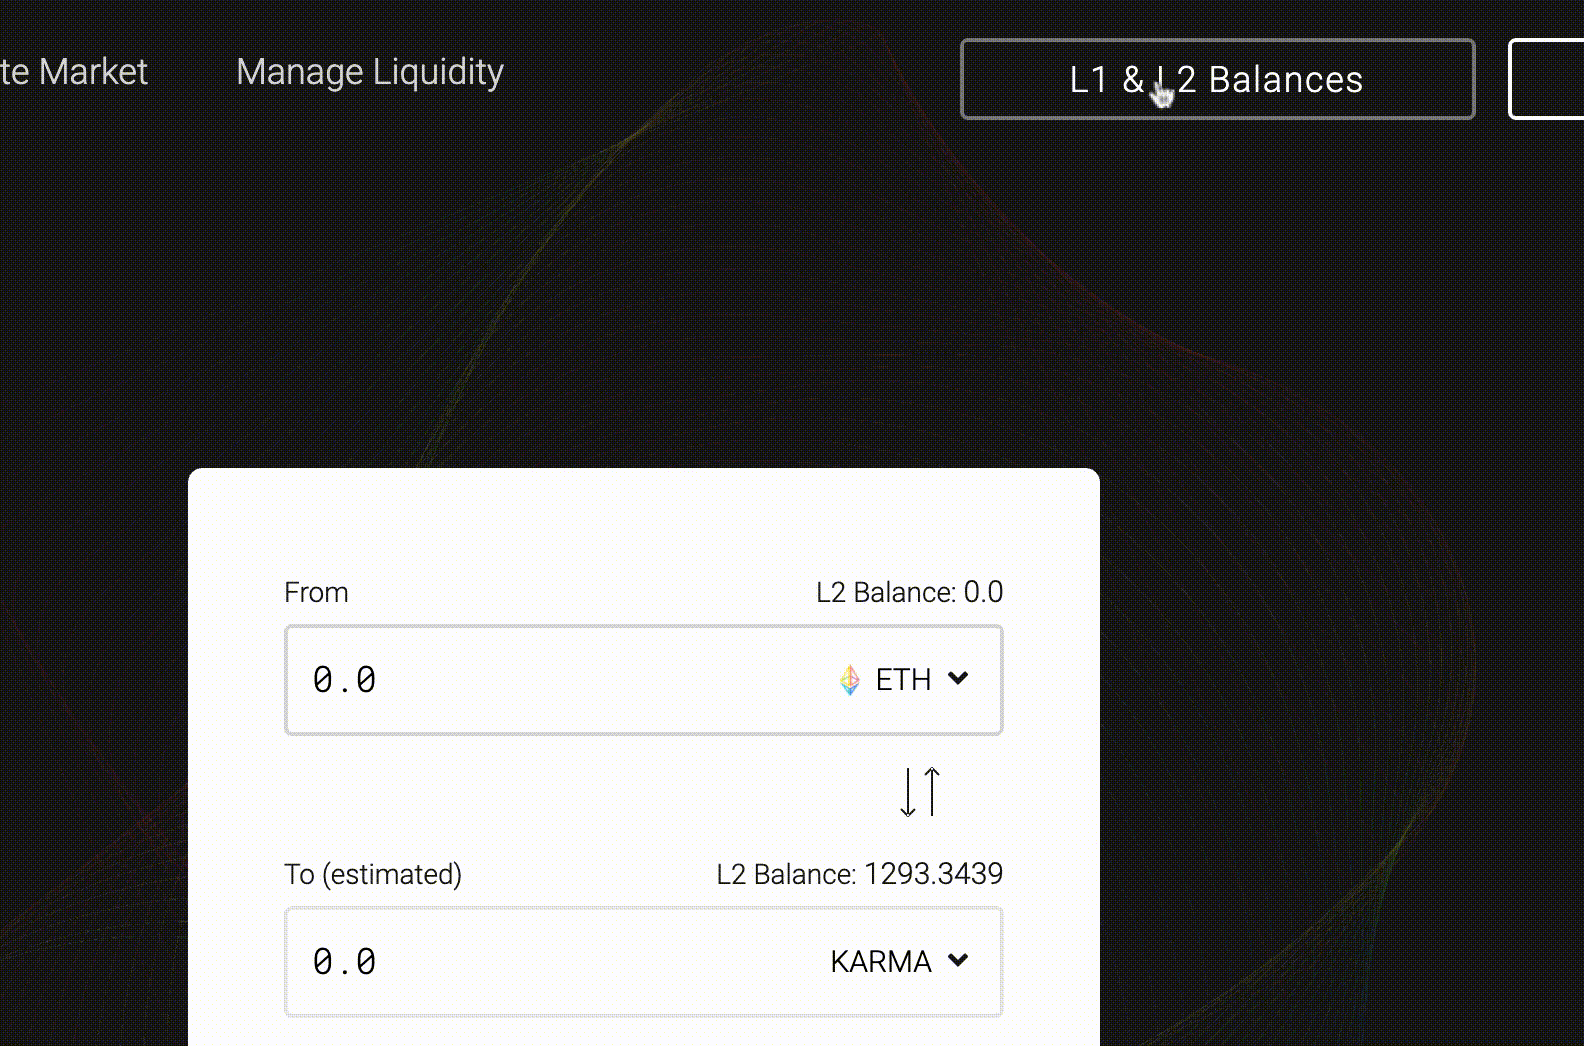 te Market
Manage Liquidity
L1 & L2 Balances
From
L2 Balance: 0.0
0.0
ETH
To (estimated)
L2 Balance: 1293.3439
0.0
KARMA